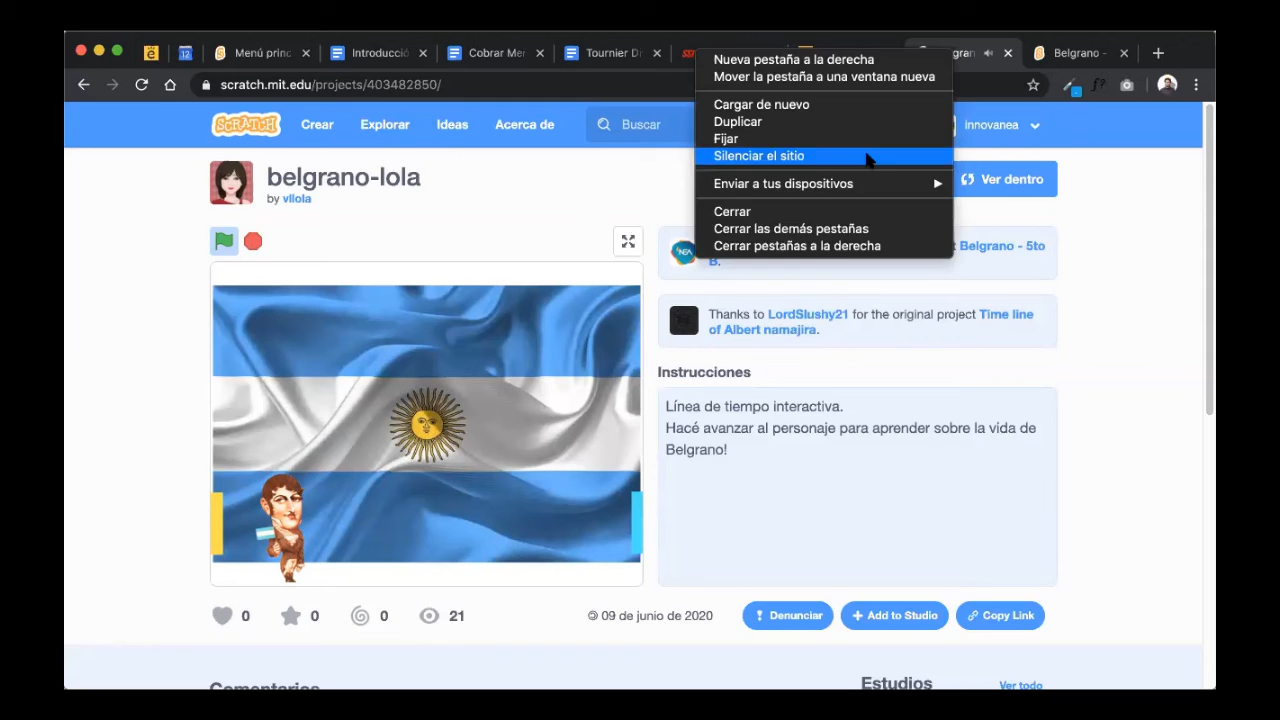 12
Menú princ
Introducció
Cobrar Mer
Tournier D
gran
Belgrano -
scratch.mit.edu/projects/403482850/
f?
SCRATCH
Crear
Explorar
Ideas
Acerca de
Buscar
innovanea
Nueva pestaña a la derecha
Mover la pestaña a una ventana nueva
Cargar de nuevo
Duplicar
Fijar
Silenciar el sitio
Enviar a tus dispositivos
Cerrar
Cerrar las demás pestañas
Cerrar pestañas a la derecha
belgrano-lola
by vllola
Ver dentro
Belgrano - 5to
B.
Thanks to LordSlushy21 for the original project Time line
of Albert namajira.
Instrucciones
Línea de tiempo interactiva.
Hacé avanzar al personaje para aprender sobre la vida de
Belgrano!
0
0
0
21
© 09 de junio de 2020
Denunciar
Add to Studio
Copy Link
Comentarios
Estudios
Ver todo